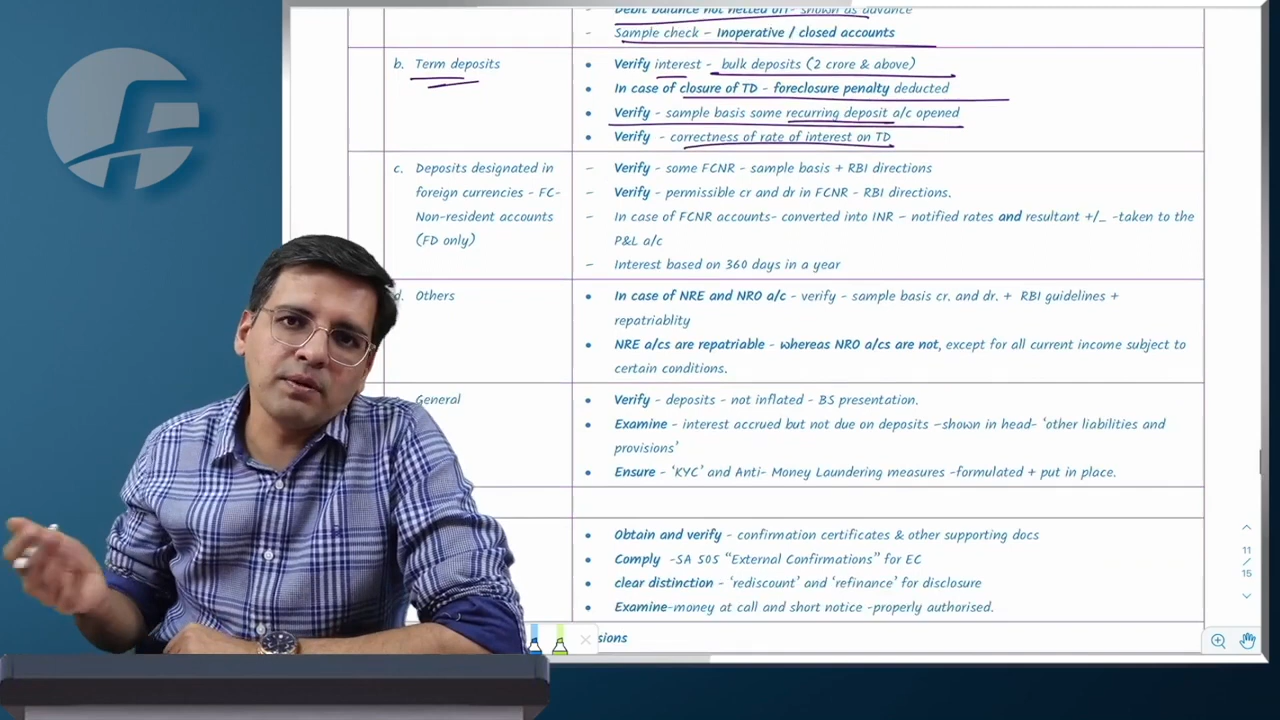 Debit balance not netted off- shown as advance
- Sample check – Inoperative / closed accounts
b. Term deposits
• Verify interest - bulk deposits (2 crore & above)
• In case of closure of TD - foreclosure penalty deducted
• Verify - sample basis some recurring deposit a/c opened
• Verify - correctness of rate of interest on TD
c. Deposits designated in
foreign currencies - FC-
Non-resident accounts
(FD only)
– Verify - some FCNR - sample basis + RBI directions
– Verify - permissible cr and dr in FCNR - RBI directions.
– In case of FCNR accounts- converted into INR – notified rates and resultant +/_ -taken to the
P&L a/c
– Interest based on 360 days in a year
d. Others
• In case of NRE and NRO a/c - verify - sample basis cr. and dr. + RBI guidelines +
repatriablity
• NRE a/cs are repatriable - whereas NRO a/cs are not, except for all current income subject to
certain conditions.
General
• Verify - deposits - not inflated - BS presentation.
• Examine - interest accrued but not due on deposits –shown in head- ‘other liabilities and
provisions’
• Ensure - ‘KYC’ and Anti- Money Laundering measures -formulated + put in place.
• Obtain and verify - confirmation certificates & other supporting docs
• Comply -SA 505 “External Confirmations” for EC
• clear distinction - ‘rediscount’ and ‘refinance’ for disclosure
• Examine-money at call and short notice -properly authorised.
sions
11
/
15